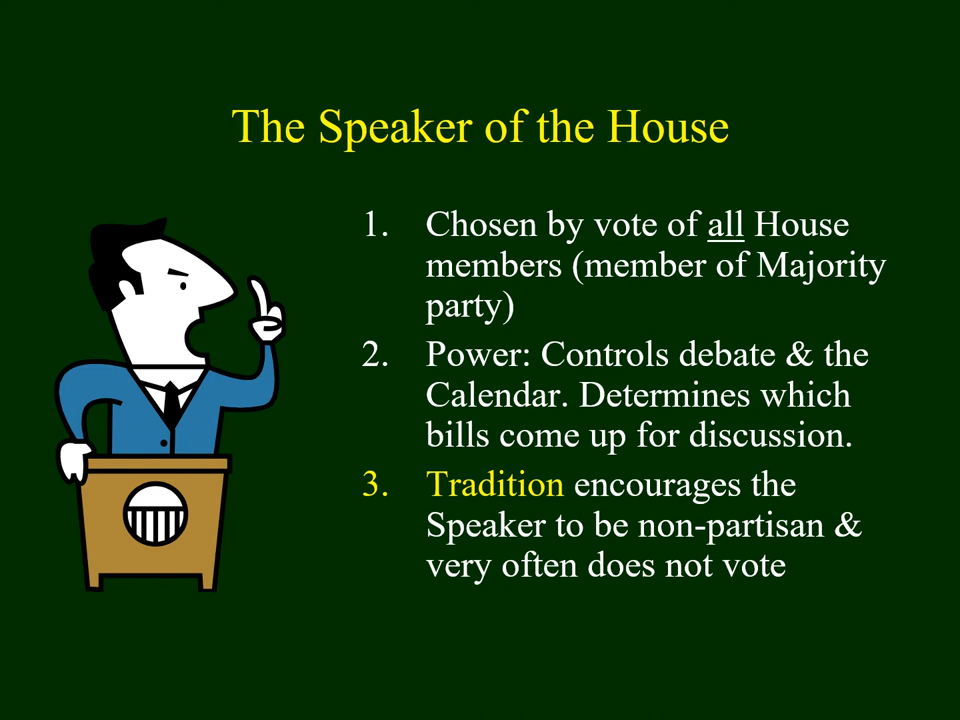 The Speaker of the House
1. Chosen by vote of all House
members (member of Majority
party)
2. Power: Controls debate & the
Calendar. Determines which
bills come up for discussion.
3. Tradition encourages the
Speaker to be non-partisan &
very often does not vote